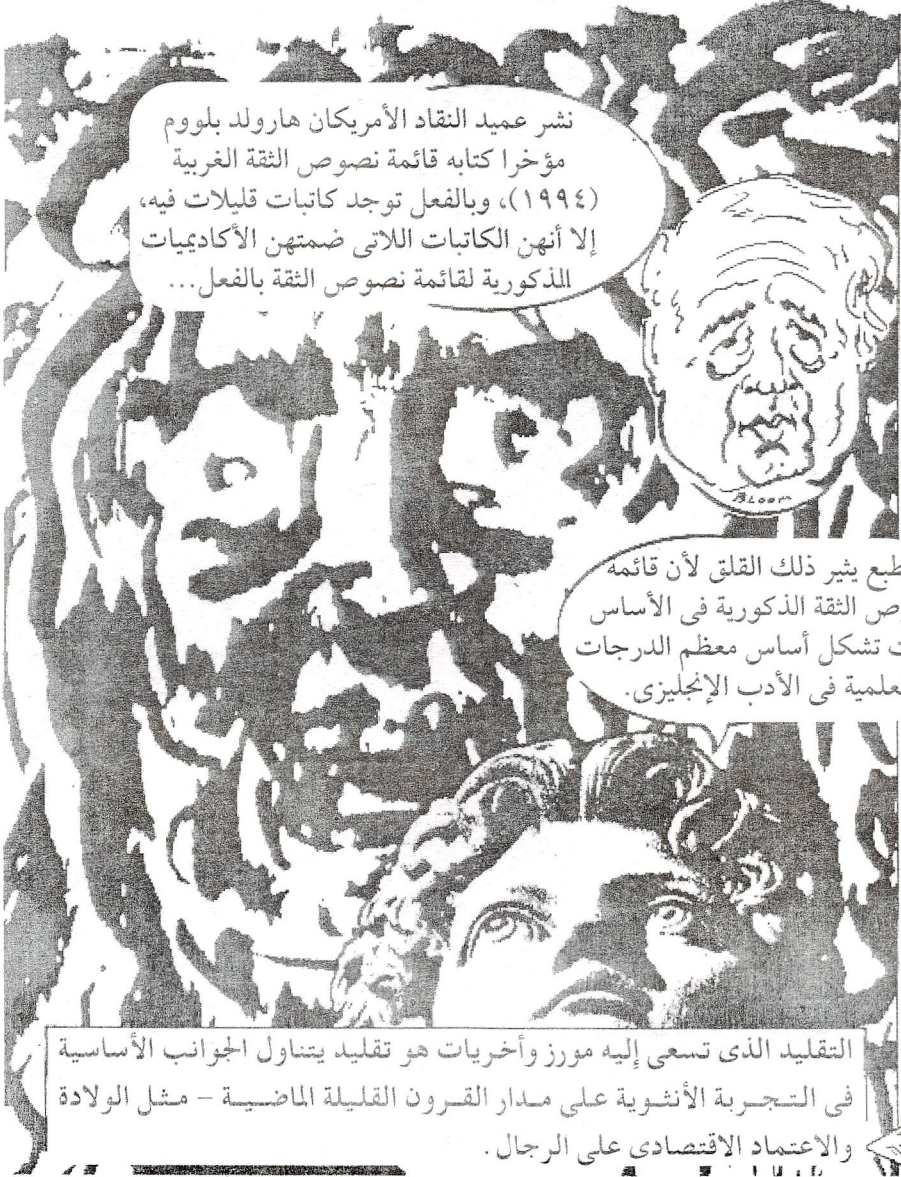 نشر عميد النقاد الأمريكان هارولد بلووم
مؤخرا كتابه قائمة نصوص الثقة الغربية
(١٩٩٤)، وبالفعل توجد كاتبات قليلات فيه،
إلا أنهن الكاتبات اللاتى ضمتهن الأكاديميات
الذكورية لقائمة نصوص الثقة بالفعل...
BLOOM
يثير ذلك القلق لأن قائمة
الثقة الذكورية فى الأساس
تشكل أساس معظم الدرجات
فى الأدب الإنجليزى.
التقليد الذى تسعى إليه مورز وأخريات هو تقليد يتناول الجوانب الأساسية
فى التجربة الأنثوية على مدار القرون القليلة الماضية – مثل الولادة
والاعتماد الاقتصادى على الرجال.